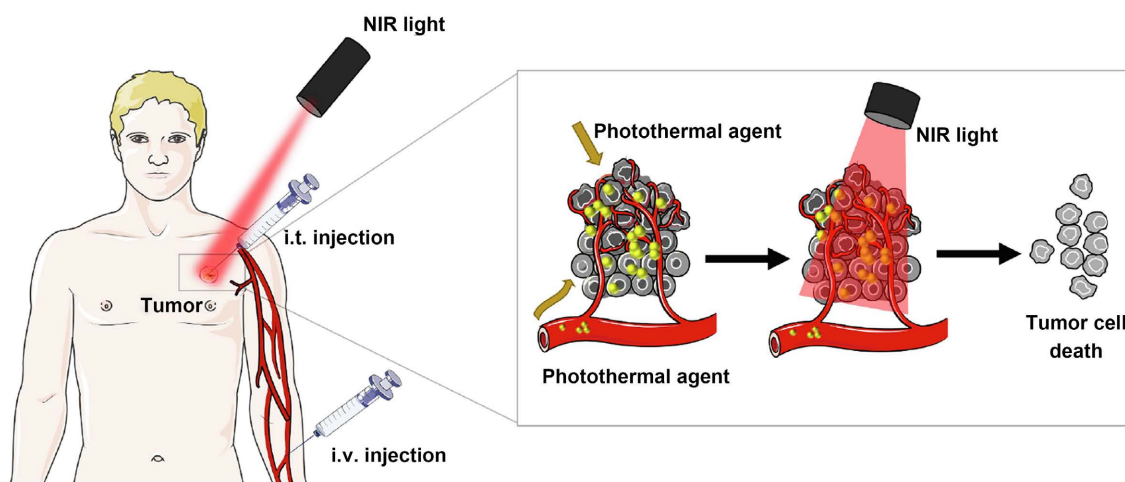 NIR light
i.t. injection
Tumor
i.v. injection
Photothermal agent
NIR light
Photothermal agent
Tumor cell
death